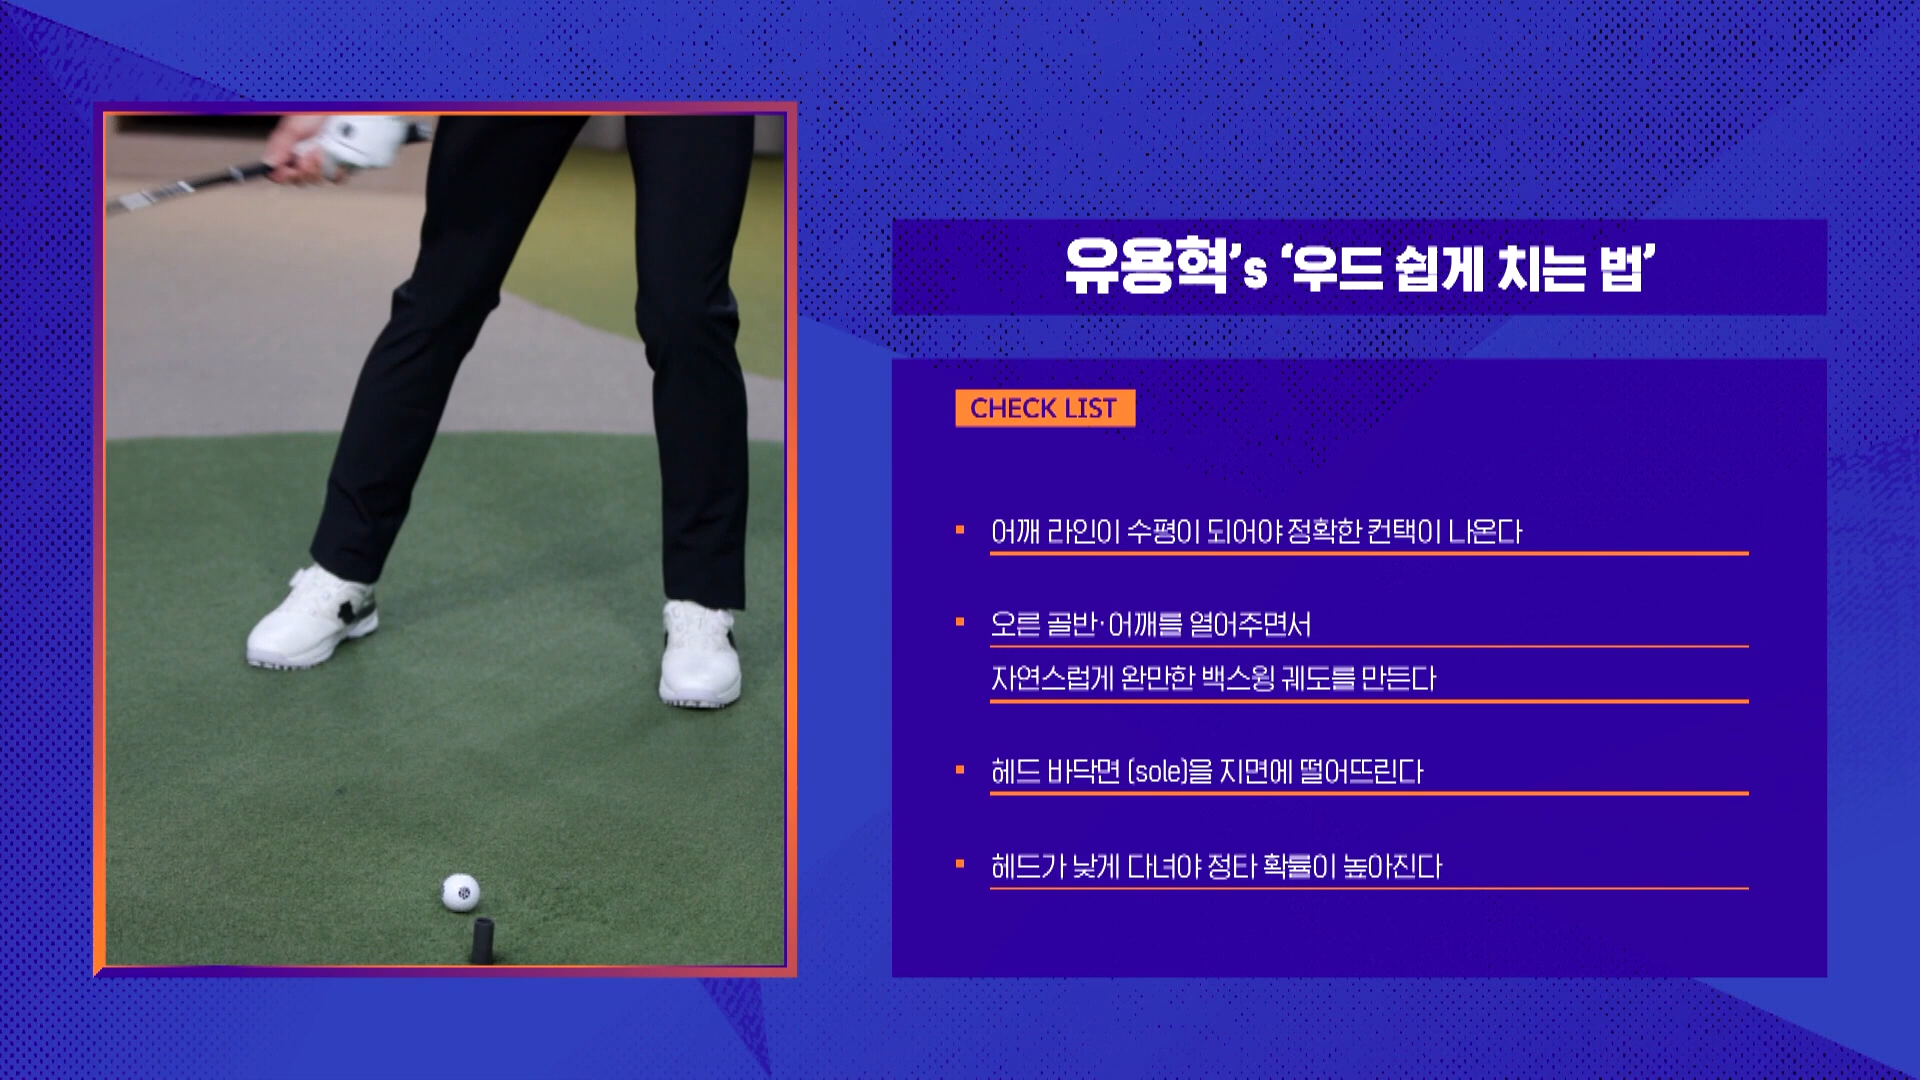 유용혁's '우드 쉽게 치는 법'
CHECK LIST
어깨 라인이 수평이 되어야 정확한 컨택이 나온다
오른 골반·어깨를 열어주면서
자연스럽게 완만한 백스윙 궤도를 만든다
헤드 바닥면 (sole)을 지면에 떨어뜨린다
헤드가 낮게 다녀야 정타 확률이 높아진다